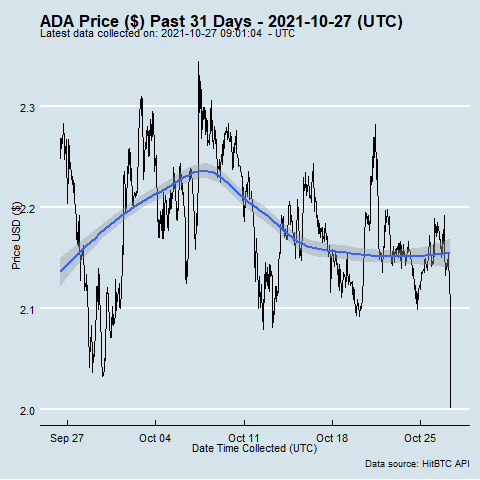 ADA Price ($) Past 31 Days - 2021-10-27 (UTC)
Latest data collected on: 2021-10-27 09:01:04 - UTC
Price USD ($)
2.3
2.2
2.1
2.0
Sep 27 Oct 04 Oct 11 Oct 18 Oct 25
Date Time Collected (UTC)
Data source: HitBTC API